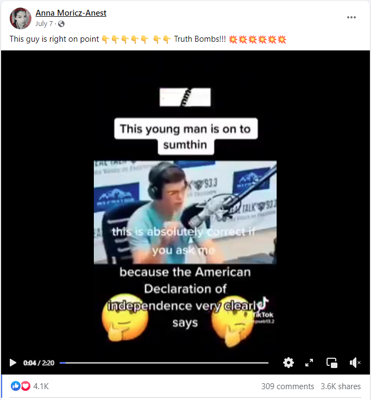 Anna Moricz-Anest
July 7
This guy is right on point 👇👇👇👇👇 👇👇 Truth Bombs!!! 💥💥💥💥💥
This young man is on to
sumthin
this is absolutely correct if
you ask me
because the American
Declaration of
independence very clearly
says
TikTok
0:04 / 2:20
4.1K
309 comments 3.6K shares